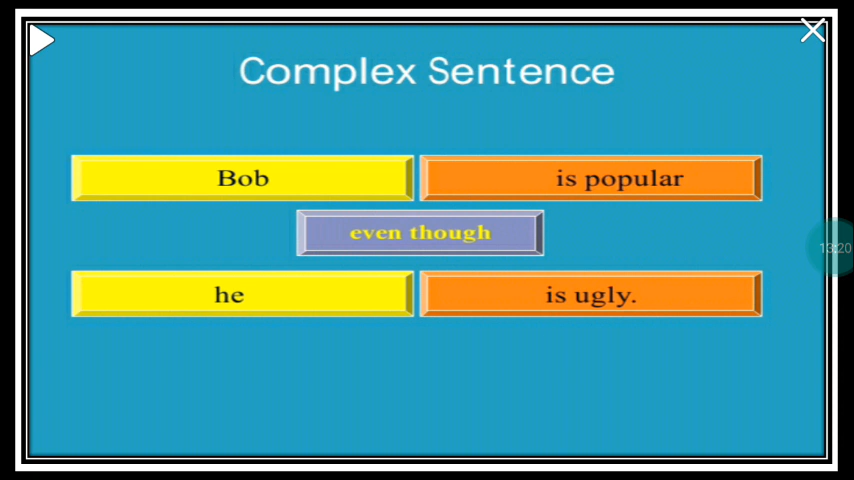 Complex Sentence
Bob is popular
even though
he is ugly.
13:20